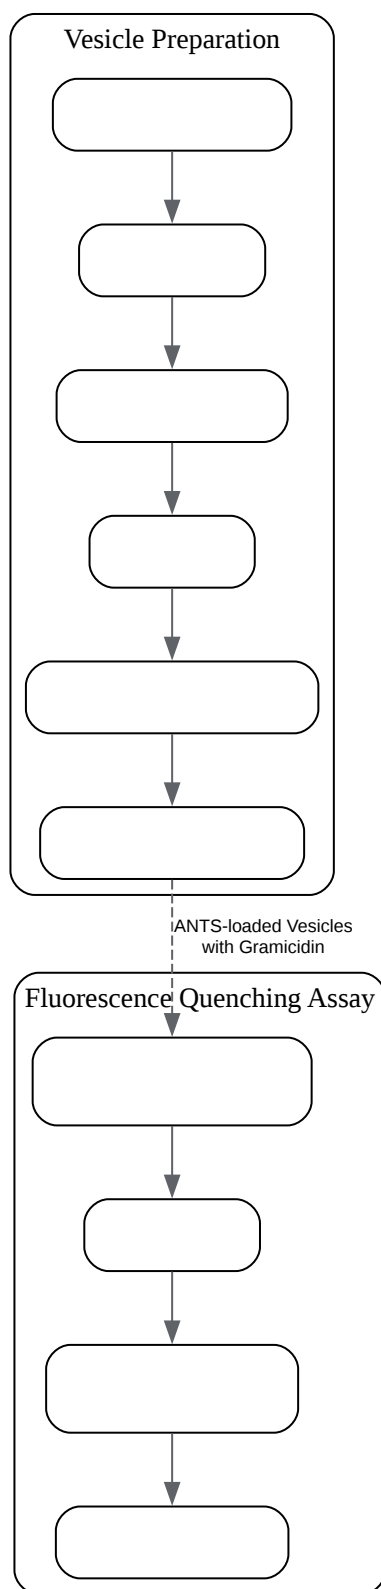 Vesicle Preparation
ANTS-loaded Vesicles
with Gramicidin
Fluorescence Quenching Assay